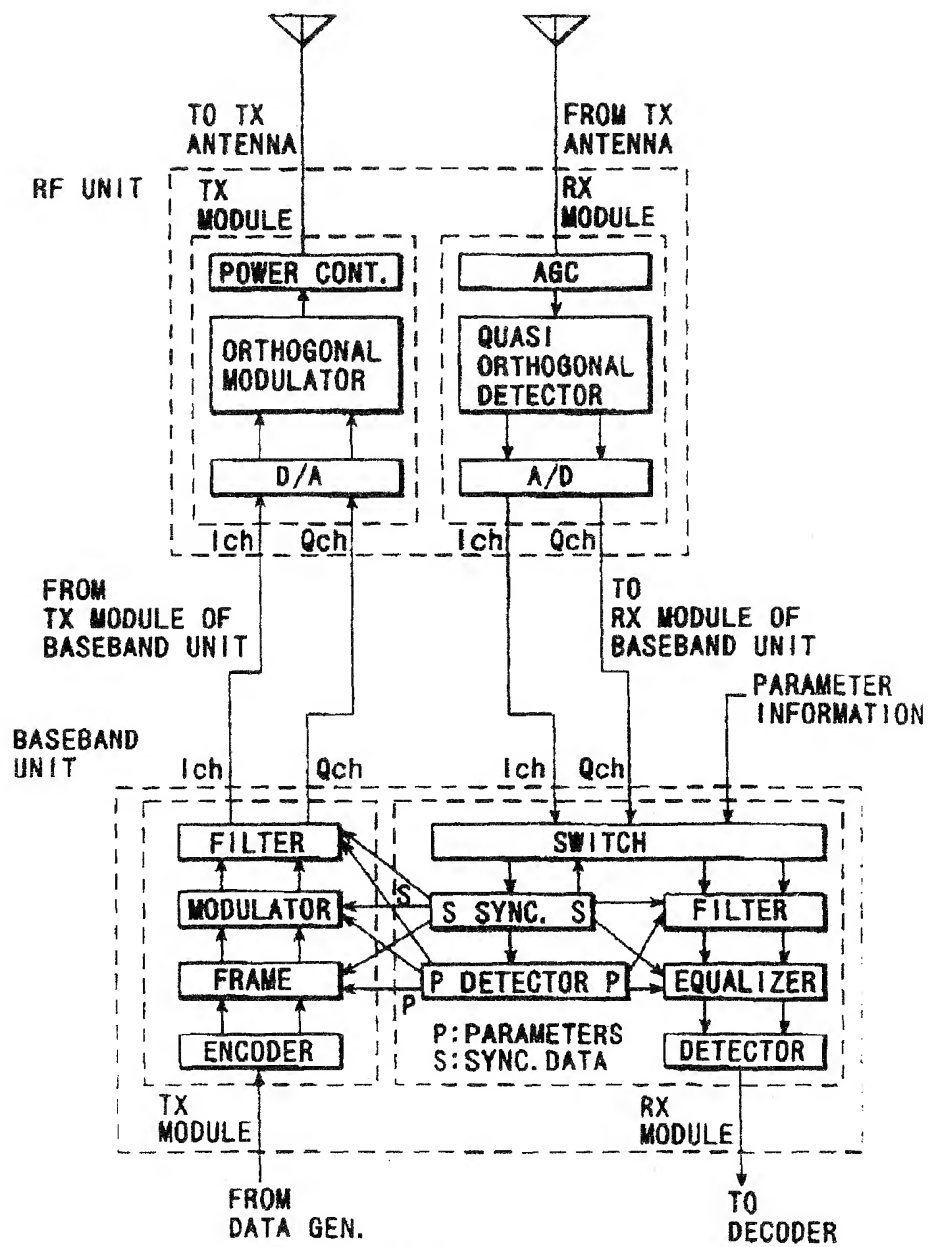 TO TX
ANTENNA
FROM TX
ANTENNA
RF UNIT
TX
MODULE
RX
MODULE
POWER CONT.
AGC
ORTHOGONAL
MODULATOR
QUASI
ORTHOGONAL
DETECTOR
D/A
A/D
Ich
Qch
Ich
Qch
FROM
TX MODULE OF
BASEBAND UNIT
TO
RX MODULE OF
BASEBAND UNIT
PARAMETER
INFORMATION
BASEBAND
UNIT
Ich
Qch
Ich
Qch
FILTER
SWITCH
S
MODULATOR
S SYNC. S
FILTER
FRAME
P DETECTOR P
EQUALIZER
P
ENCODER
P:PARAMETERS
S:SYNC.DATA
DETECTOR
TX
MODULE
RX
MODULE
FROM
DATA GEN.
TO
DECODER